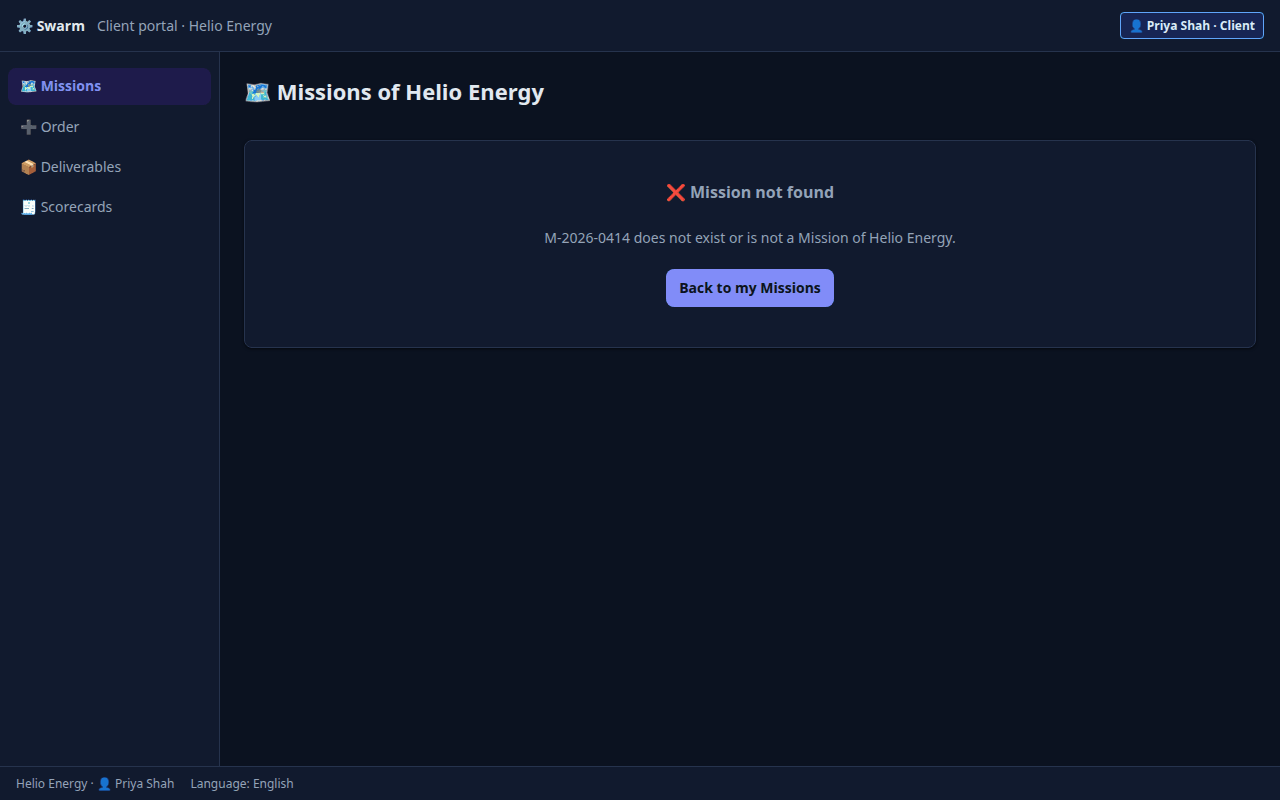 Swarm Client portal · Helio Energy
Priya Shah · Client
Missions
Order
Deliverables
Scorecards
Missions of Helio Energy
Mission not found
M-2026-0414 does not exist or is not a Mission of Helio Energy.
Back to my Missions
Helio Energy · Priya Shah Language: English